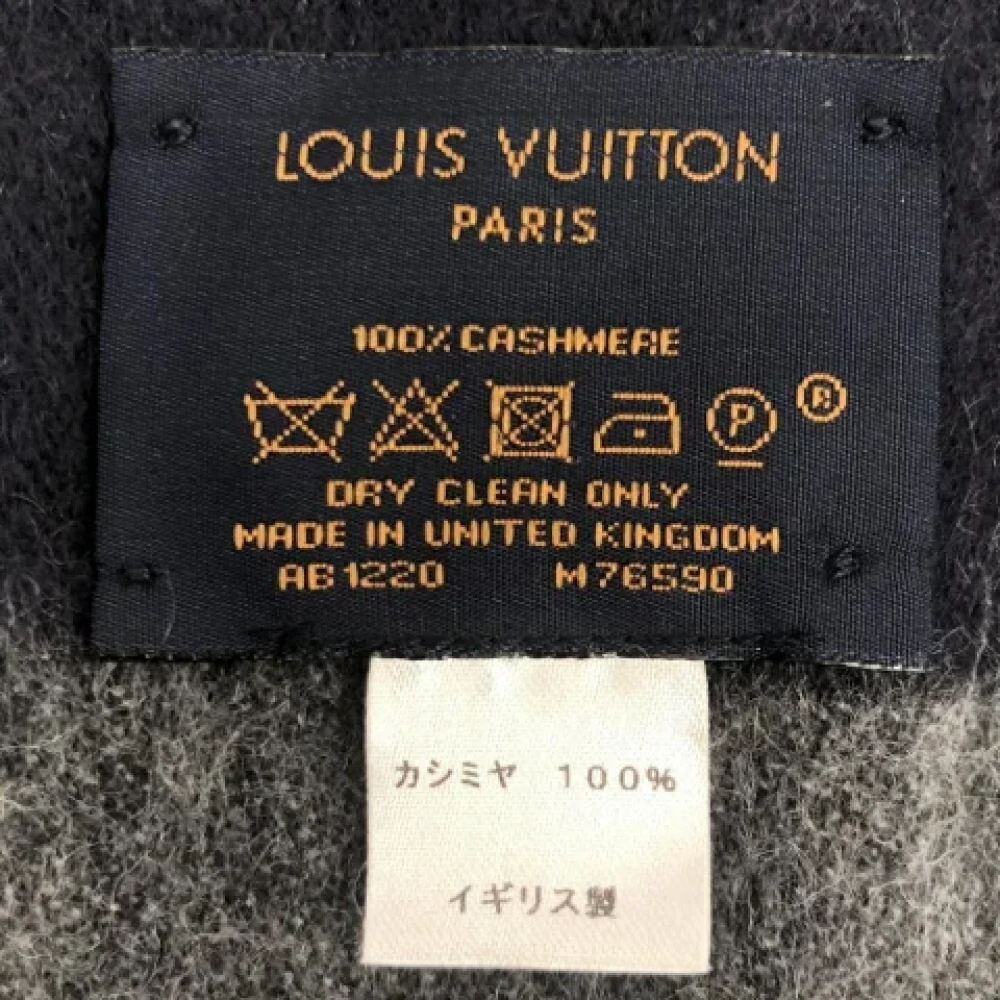 LOUIS VUITTON
PARIS
100% CASHMERE
P ®
DRY CLEAN ONLY
MADE IN UNITED KINGDOM
AB1220 M76590
カシミヤ 100%
イギリス製